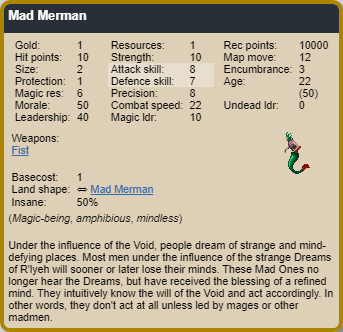 Mad Merman
Gold: 1 Resources: 1 Rec points: 10000
Hit points: 10 Strength: 10 Map move: 12
Size: 2 Attack skill: 8 Encumbrance: 3
Protection: 1 Defence skill: 7 Age: 22
Magic res: 6 Precision: 8 (50)
Morale: 50 Combat speed: 22 Undead ldr: 0
Leadership: 40 Magic ldr: 10
Weapons:
Fist
Basecost: 1
Land shape: ⇔ Mad Merman
Insane: 50%
(Magic-being, amphibious, mindless)
Under the influence of the Void, people dream of strange and mind-
defying places. Most men under the influence of the strange Dreams
of R'lyeh will sooner or later lose their minds. These Mad Ones no
longer hear the Dreams, but have received the blessing of a refined
mind. They intuitively know the will of the Void and act accordingly. In
other words, they don't act at all unless led by mages or other
madmen.